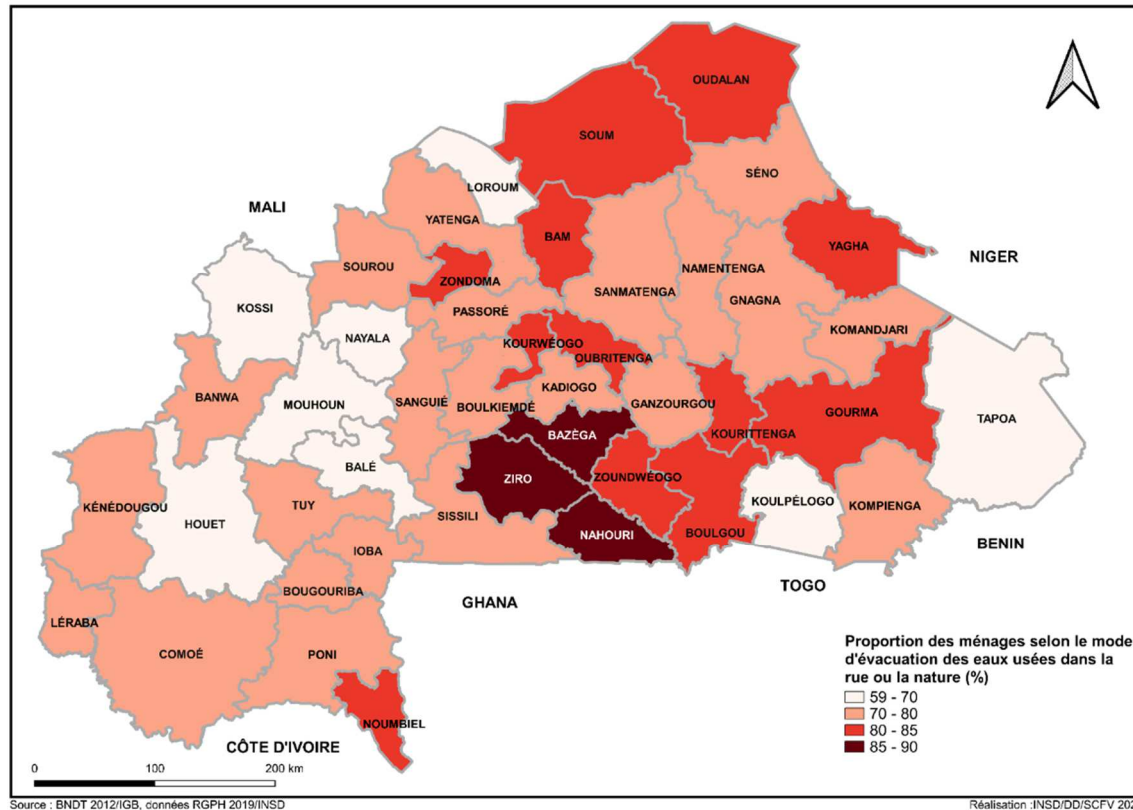 OUDALAN
SOUM
SÉNO
LOROUM
MALI
YATENGA
BAM
YAGHA
NIGER
SOUROU
ZONDOMA
NAMENTENGA
SANMATENGA
GNAGNA
KOSSI
PASSORÉ
KOMANDJARI
NAYALA
KOURWÉOGO
OUBRITENGA
KADIOGO
BANWA
MOUHOUN
SANGUIÉ
BOULKIEMDÉ
GANZOURGOU
GOURMA
TAPOA
KOURITTENGA
BAZÈGA
BALÉ
ZIRO
ZOUNDWÉOGO
KOULPÉLOGO
KOMPIENGA
KÉNÉDOUGOU
TUY
HOUET
SISSILI
NAHOURI
BOULGOU
BENIN
IOBA
BOUGOURIBA
TOGO
GHANA
LÉRABA
COMOÉ
PONI
NOUMBIEL
CÔTE D'IVOIRE
Proportion des ménages selon le mode
d'évacuation des eaux usées dans la
rue ou la nature (%)
59 - 70
70 - 80
80 - 85
85 - 90
0 100 200 km
Source : BNDT 2012/IGB, données RGPH 2019/INSD
Réalisation :INSD/DD/SCFV